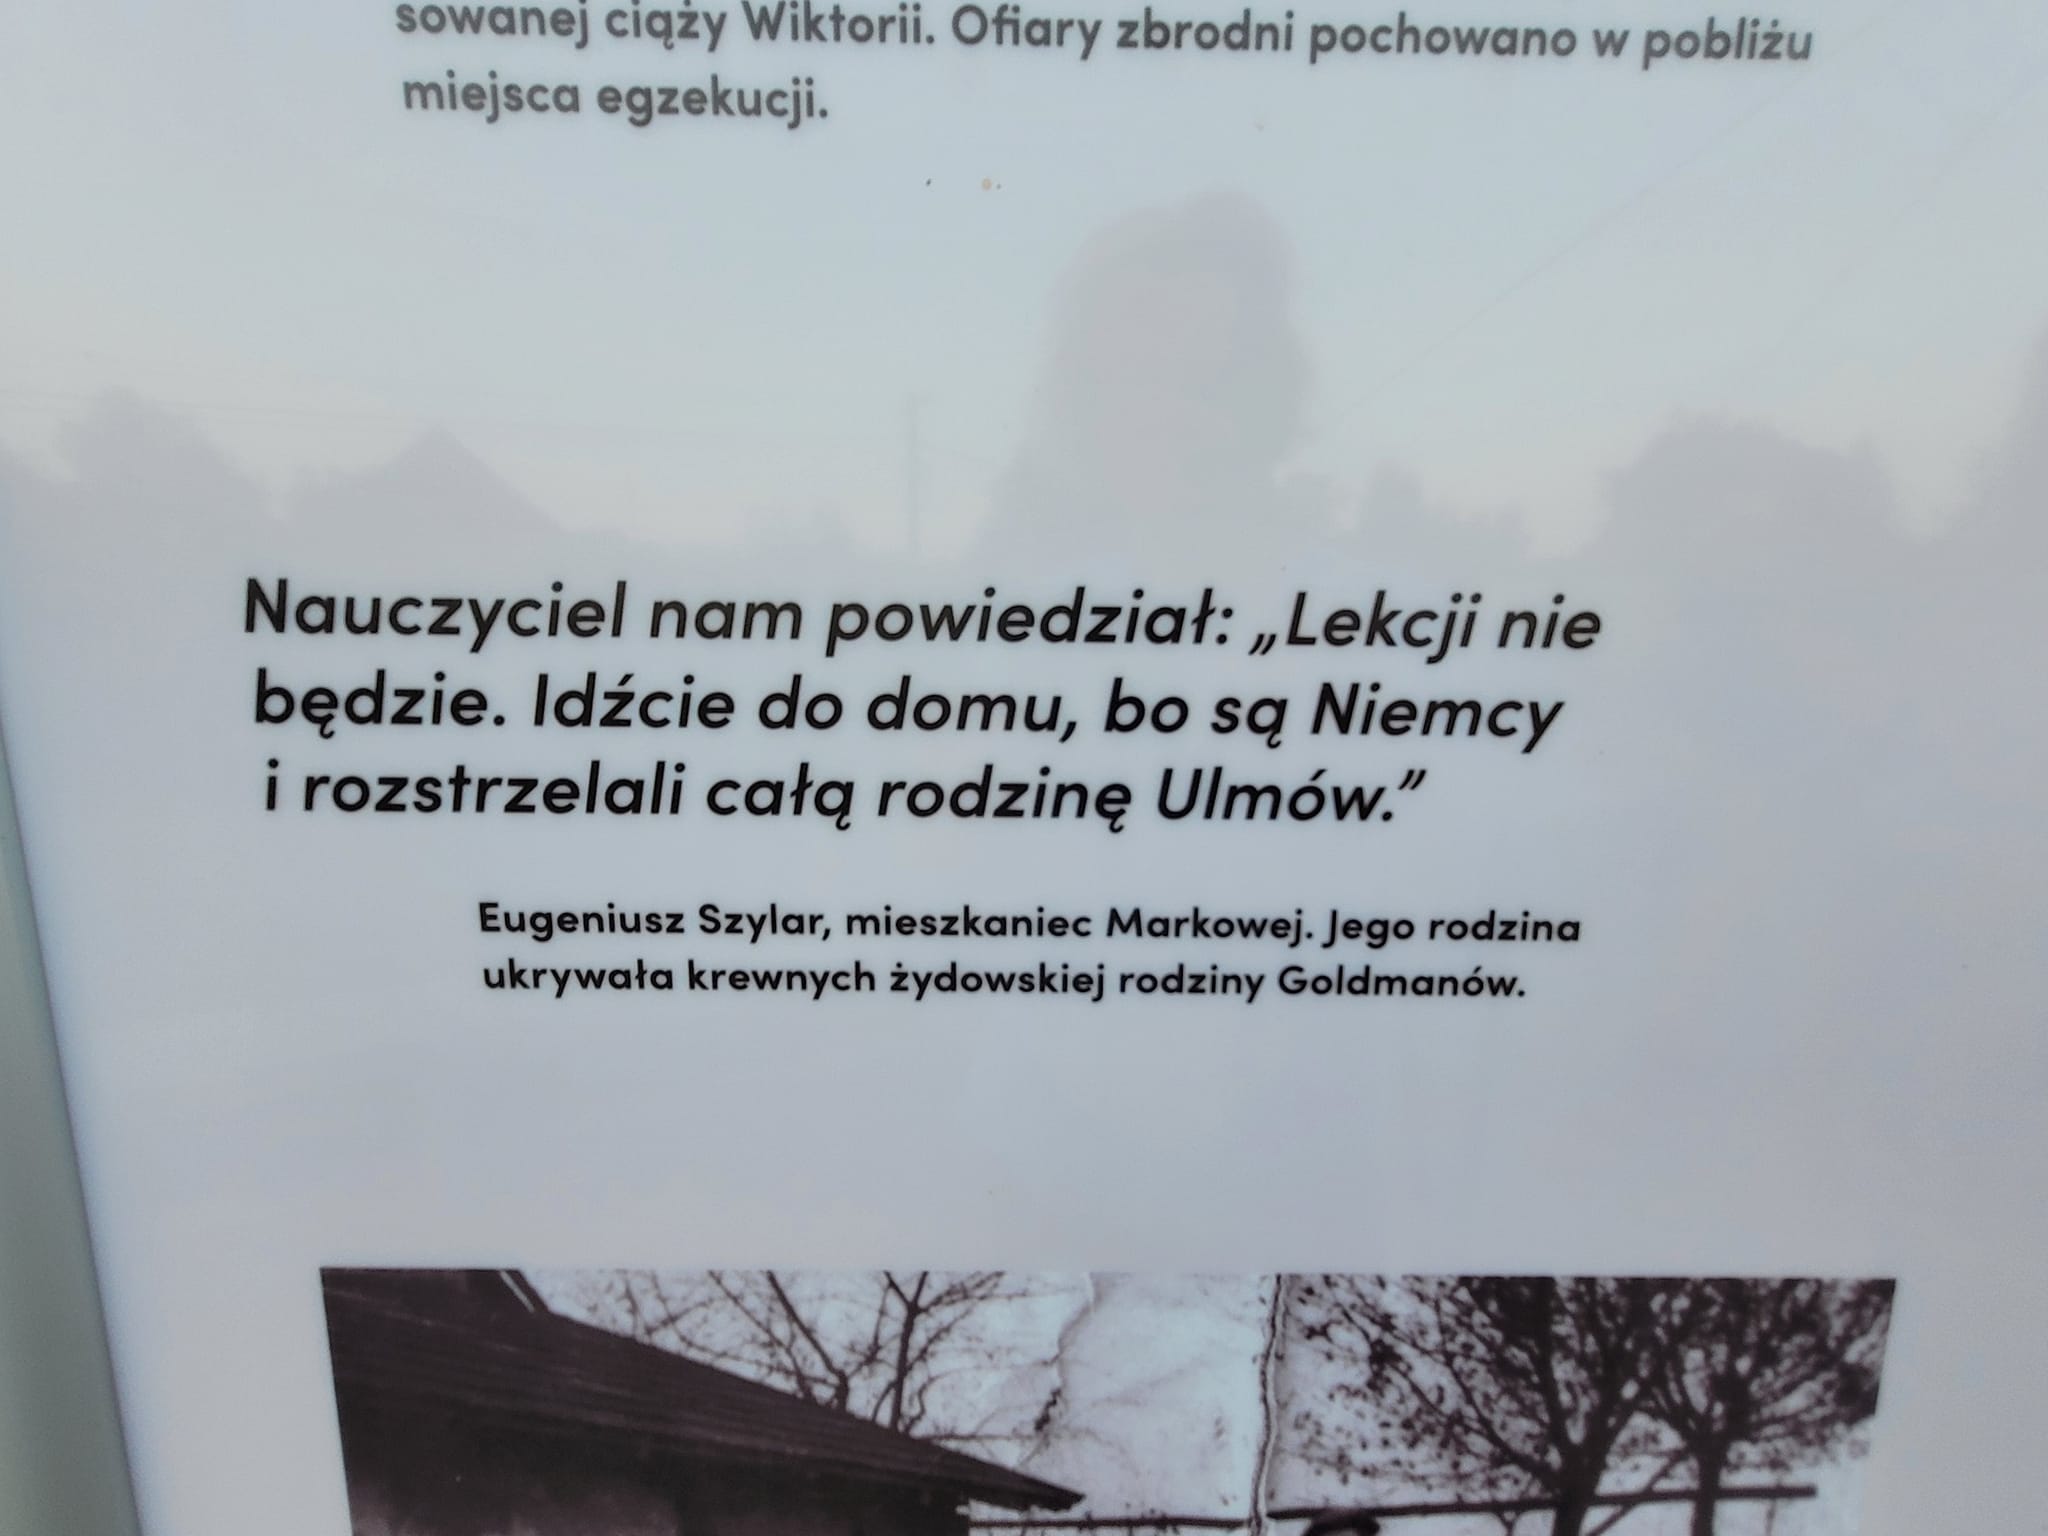 sowanej ciąży Wiktorii. Ofiary zbrodni pochowano w pobliżu
miejsca egzekucji.
Nauczyciel nam powiedział: „Lekcji nie
będzie. Idźcie do domu, bo są Niemcy
i rozstrzelali całą rodzinę Ulmów.”
Eugeniusz Szylar, mieszkaniec Markowej. Jego rodzina
ukrywała krewnych żydowskiej rodziny Goldmanów.